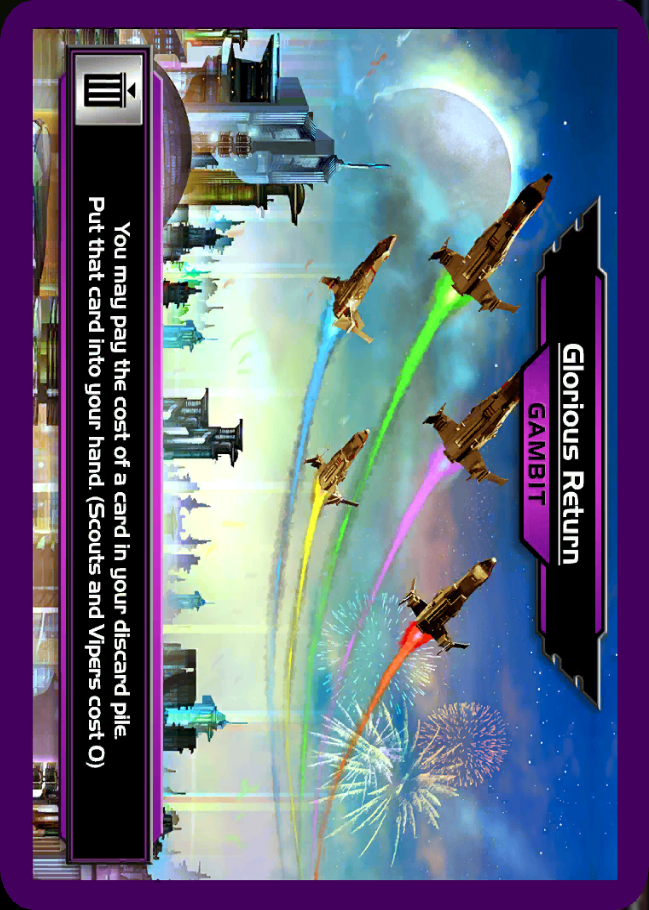 Glorious Return
GAMBIT
You may pay the cost of a card in your discard pile.
Put that card into your hand. (Scouts and Vipers cost 0)